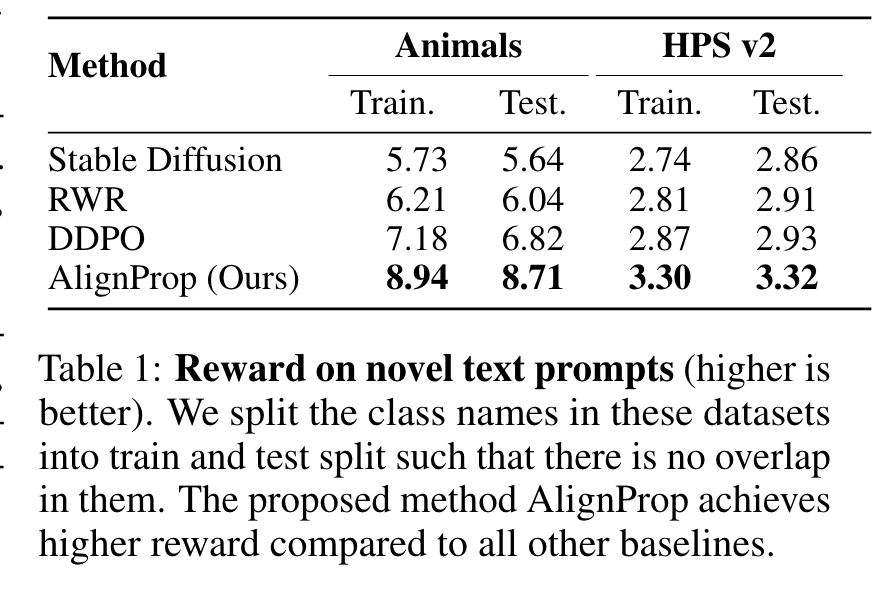 Method Animals HPS v2
Train. Test. Train. Test.
Stable Diffusion 5.73 5.64 2.74 2.86
RWR 6.21 6.04 2.81 2.91
DDPO 7.18 6.82 2.87 2.93
AlignProp (Ours) 8.94 8.71 3.30 3.32
Table 1: Reward on novel text prompts (higher is
better). We split the class names in these datasets
into train and test split such that there is no overlap
in them. The proposed method AlignProp achieves
higher reward compared to all other baselines.